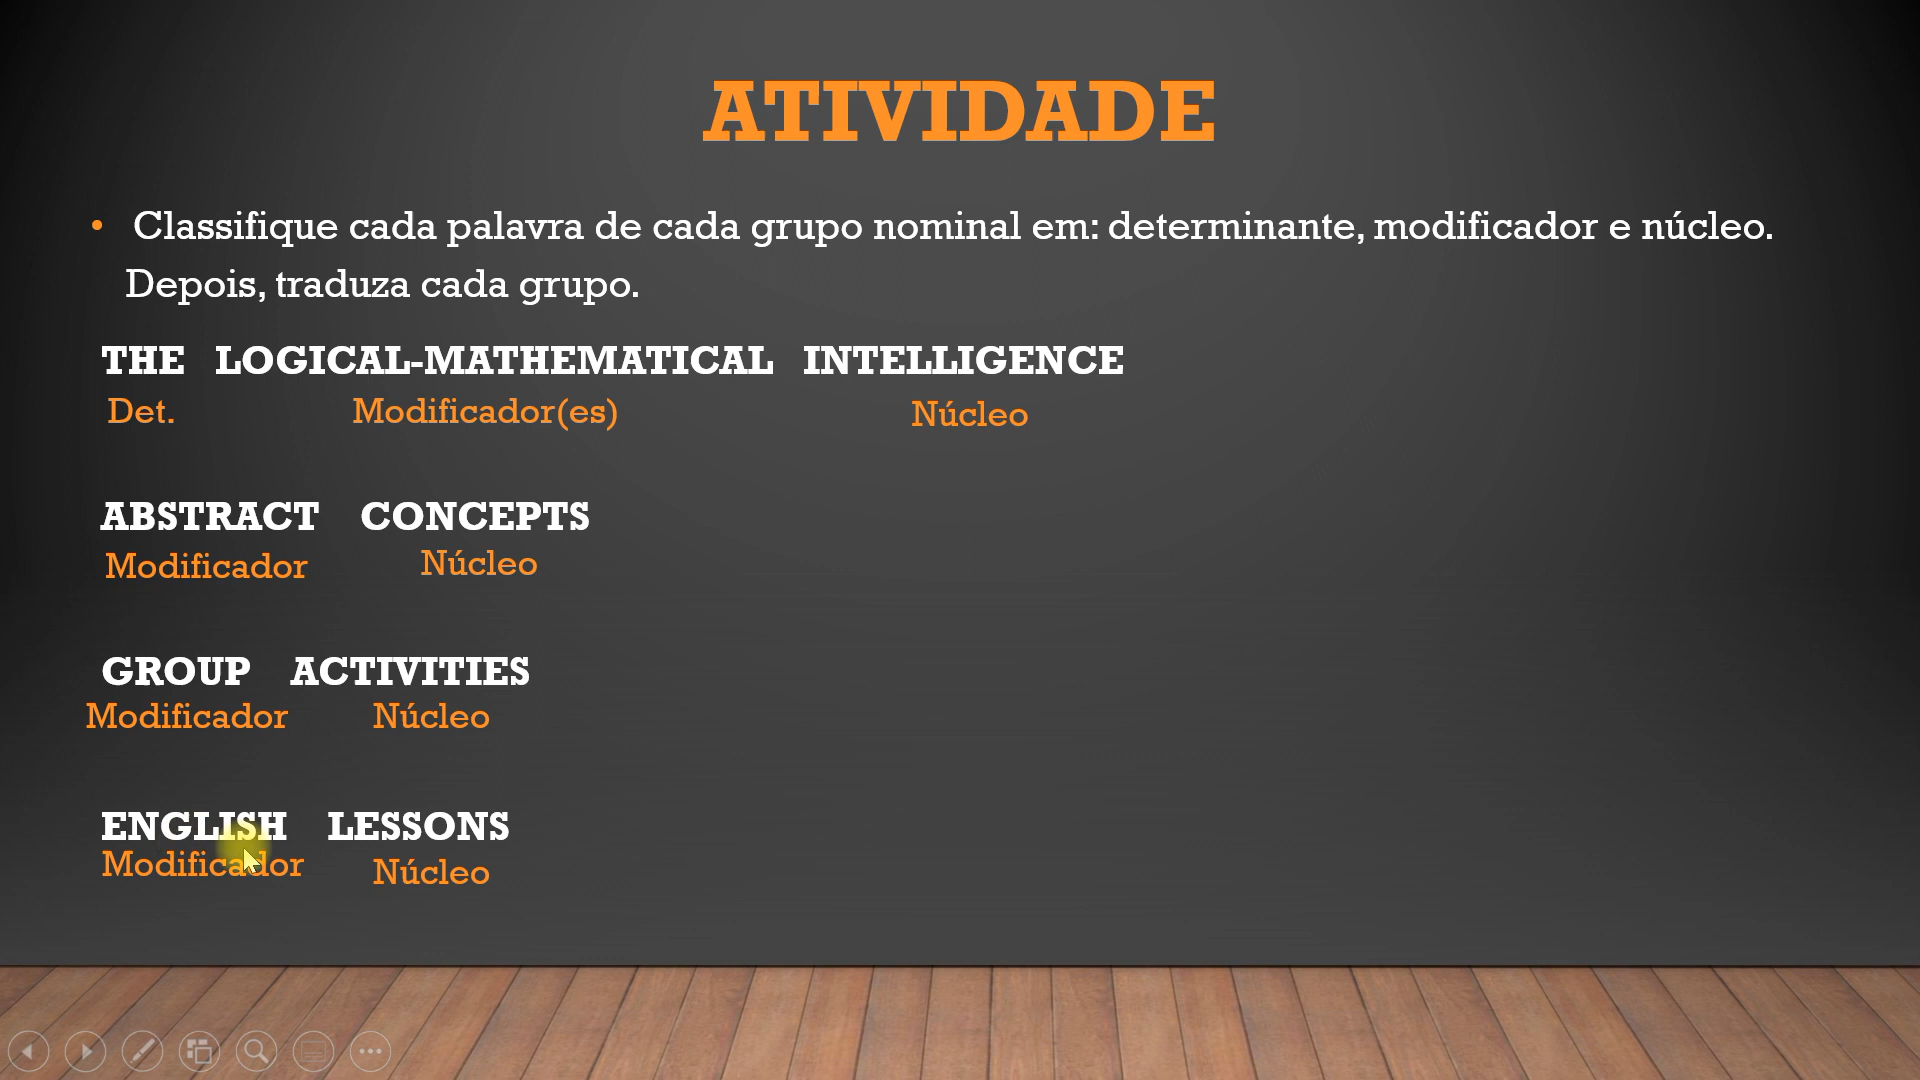 ATIVIDADE
• Classifique cada palavra de cada grupo nominal em: determinante, modificador e núcleo.
Depois, traduza cada grupo.
THE LOGICAL-MATHEMATICAL INTELLIGENCE
Det. Modificador(es) Núcleo
ABSTRACT CONCEPTS
Modificador Núcleo
GROUP ACTIVITIES
Modificador Núcleo
ENGLISH LESSONS
Modificador Núcleo